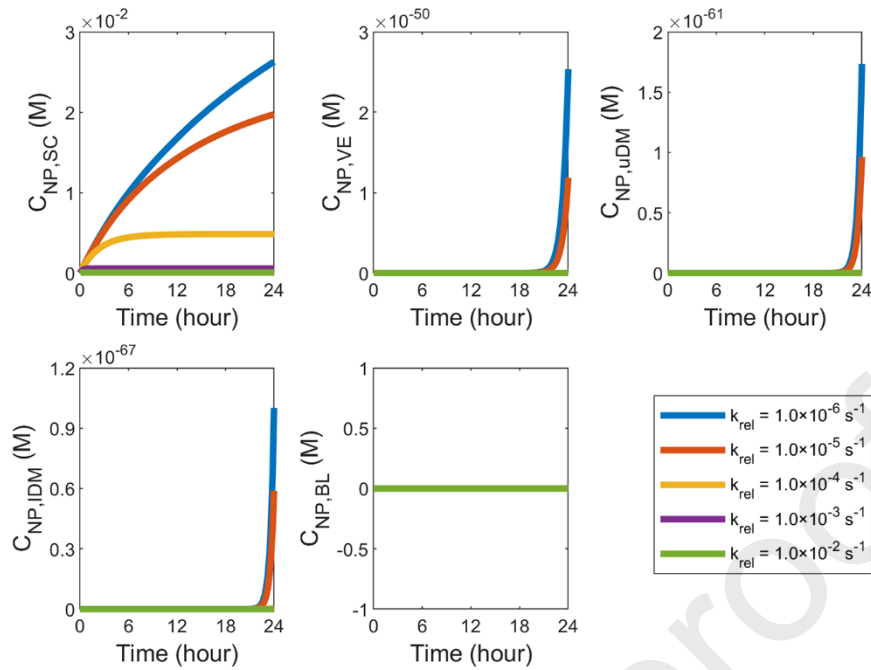 ×10⁻²
3
2
1
0
C_NP,SC (M)
0 6 12 18 24
Time (hour)
×10⁻⁵⁰
3
2
1
0
C_NP,VE (M)
0 6 12 18 24
Time (hour)
×10⁻⁶¹
2
1.5
1
0.5
0
C_NP,uDM (M)
0 6 12 18 24
Time (hour)
×10⁻⁶⁷
1.2
0.9
0.6
0.3
0
C_NP,lDM (M)
0 6 12 18 24
Time (hour)
1
0.5
0
-0.5
-1
C_NP,BL (M)
0 6 12 18 24
Time (hour)
k_rel = 1.0×10⁻⁶ s⁻¹
k_rel = 1.0×10⁻⁵ s⁻¹
k_rel = 1.0×10⁻⁴ s⁻¹
k_rel = 1.0×10⁻³ s⁻¹
k_rel = 1.0×10⁻² s⁻¹
proof